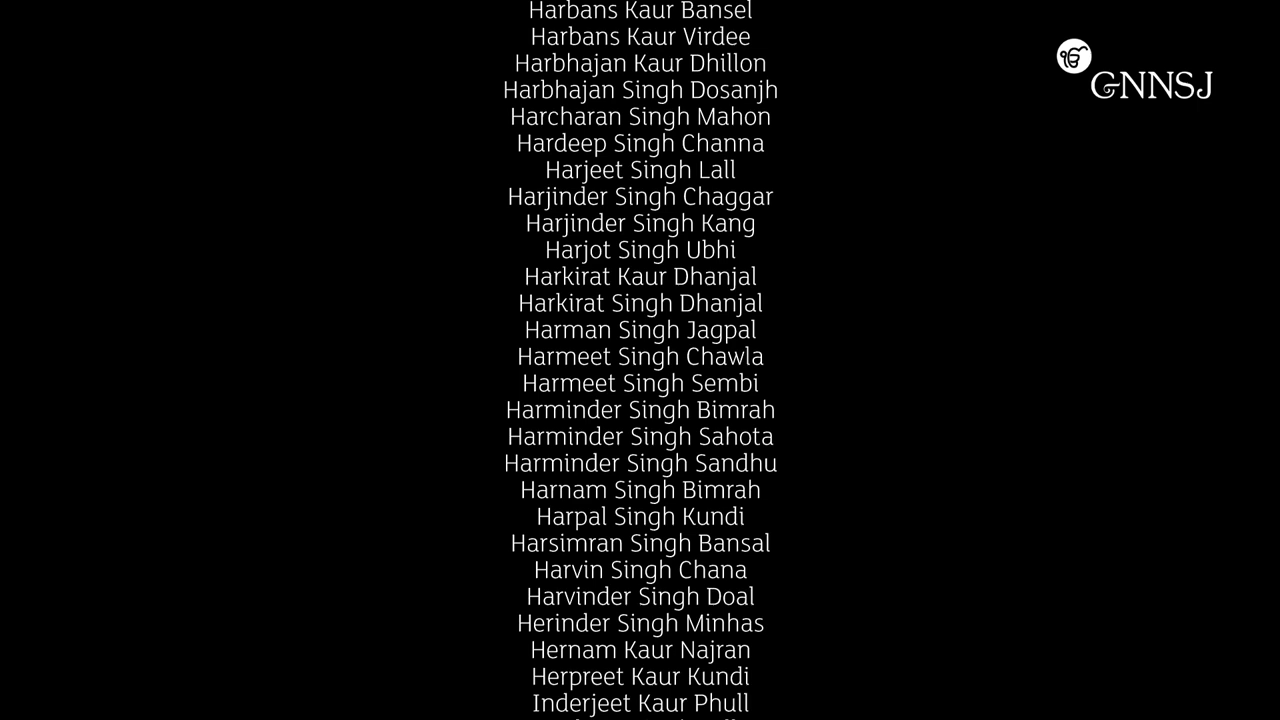 Harbans Kaur Bansel
Harbans Kaur Virdee
Harbhajan Kaur Dhillon
Harbhajan Singh Dosanjh
Harcharan Singh Mahon
Hardeep Singh Channa
Harjeet Singh Lall
Harjinder Singh Chaggar
Harjinder Singh Kang
Harjot Singh Ubhi
Harkirat Kaur Dhanjal
Harkirat Singh Dhanjal
Harman Singh Jagpal
Harmeet Singh Chawla
Harmeet Singh Sembi
Harminder Singh Bimrah
Harminder Singh Sahota
Harminder Singh Sandhu
Harnam Singh Bimrah
Harpal Singh Kundi
Harsimran Singh Bansal
Harvin Singh Chana
Harvinder Singh Doal
Herinder Singh Minhas
Hernam Kaur Najran
Herpreet Kaur Kundi
Inderjeet Kaur Phull
ੴ
GNNSJ